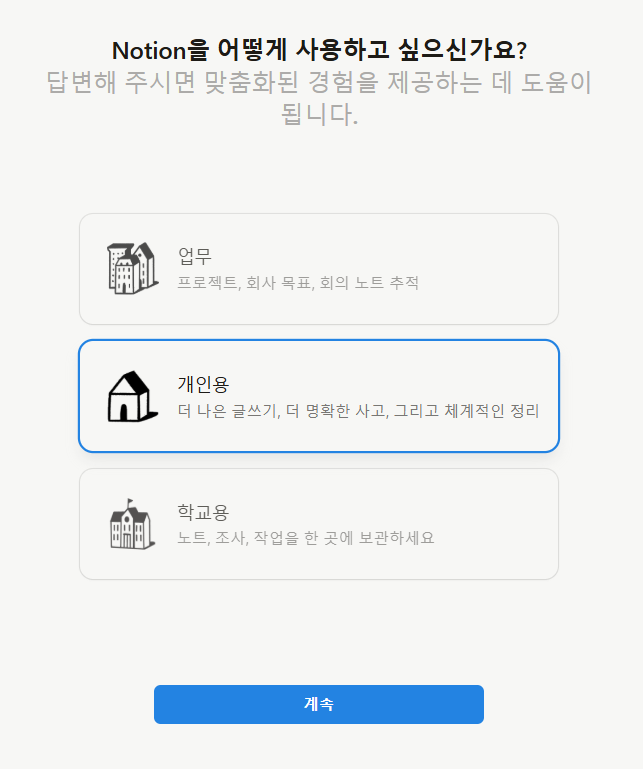 Notion을 어떻게 사용하고 싶으신가요?
답변해 주시면 맞춤화된 경험을 제공하는 데 도움이
됩니다.
업무
프로젝트, 회사 목표, 회의 노트 추적
개인용
더 나은 글쓰기, 더 명확한 사고, 그리고 체계적인 정리
학교용
노트, 조사, 작업을 한 곳에 보관하세요
계속